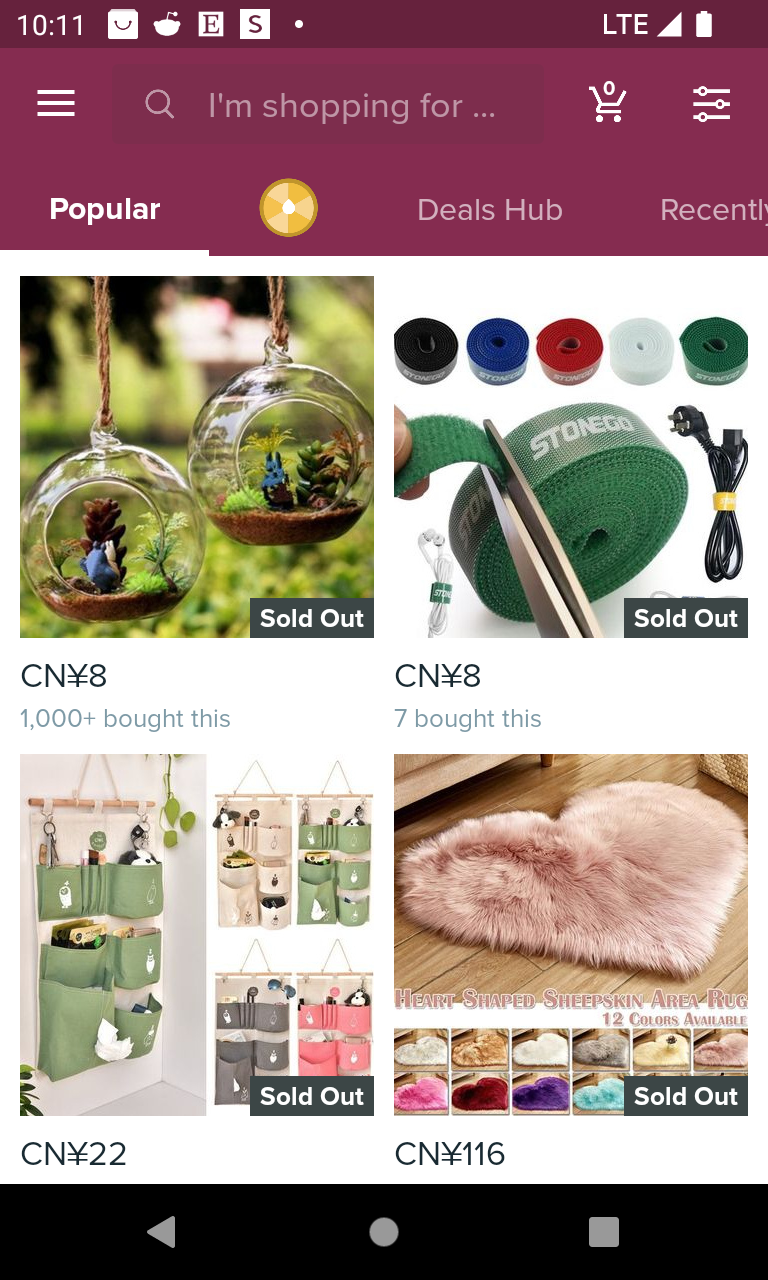 10:11
E
S
LTE
I'm shopping for ...
0
Popular
Deals Hub
Recently
STONEGO
STONEGO
Sold Out
Sold Out
CN¥8
CN¥8
1,000+ bought this
7 bought this
HEART SHAPED SHEEPSKIN AREA RUG
12 COLORS AVAILABLE
Sold Out
Sold Out
CN¥22
CN¥116